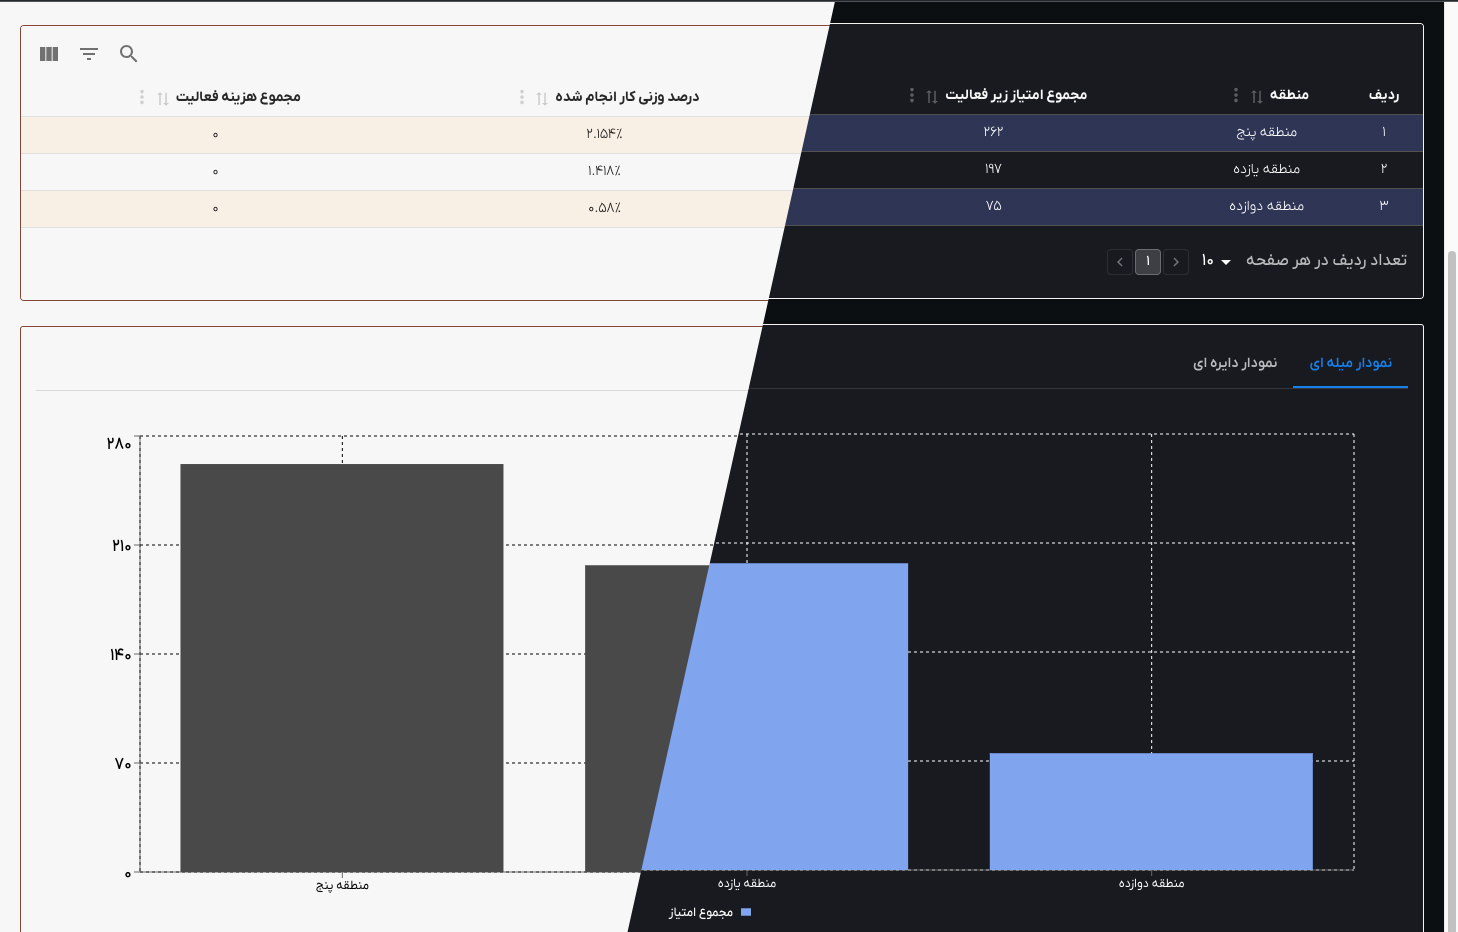 ردیف منطقه مجموع امتیاز زیر فعالیت درصد وزنی کار انجام شده مجموع هزینه فعالیت
۱ منطقه پنج ۲۶۲ ۲.۱۵۴٪ ۰
۲ منطقه یازده ۱۹۷ ۱.۴۱۸٪ ۰
۳ منطقه دوازده ۷۵ ۰.۵۸٪ ۰
تعداد ردیف در هر صفحه ۱۰ ۱
نمودار میله ای نمودار دایره ای
۲۸۰
۲۱۰
۱۴۰
۷۰
۰
منطقه پنج منطقه یازده منطقه دوازده
مجموع امتیاز